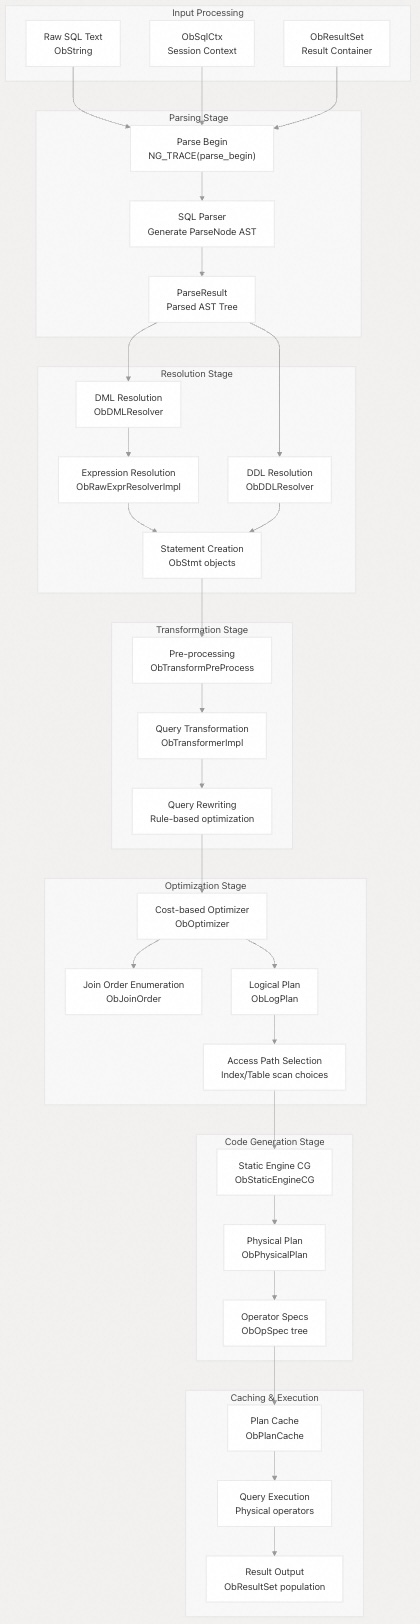 Input Processing
Raw SQL Text
ObString
ObSqlCtx
Session Context
ObResultSet
Result Container
Parsing Stage
Parse Begin
NG_TRACE(parse_begin)
SQL Parser
Generate ParseNode AST
ParseResult
Parsed AST Tree
Resolution Stage
DML Resolution
ObDMLResolver
Expression Resolution
ObRawExprResolverImpl
DDL Resolution
ObDDLResolver
Statement Creation
ObStmt objects
Transformation Stage
Pre-processing
ObTransformPreProcess
Query Transformation
ObTransformerImpl
Query Rewriting
Rule-based optimization
Optimization Stage
Cost-based Optimizer
ObOptimizer
Join Order Enumeration
ObJoinOrder
Logical Plan
ObLogPlan
Access Path Selection
Index/Table scan choices
Code Generation Stage
Static Engine CG
ObStaticEngineCG
Physical Plan
ObPhysicalPlan
Operator Specs
ObOpSpec tree
Caching & Execution
Plan Cache
ObPlanCache
Query Execution
Physical operators
Result Output
ObResultSet population